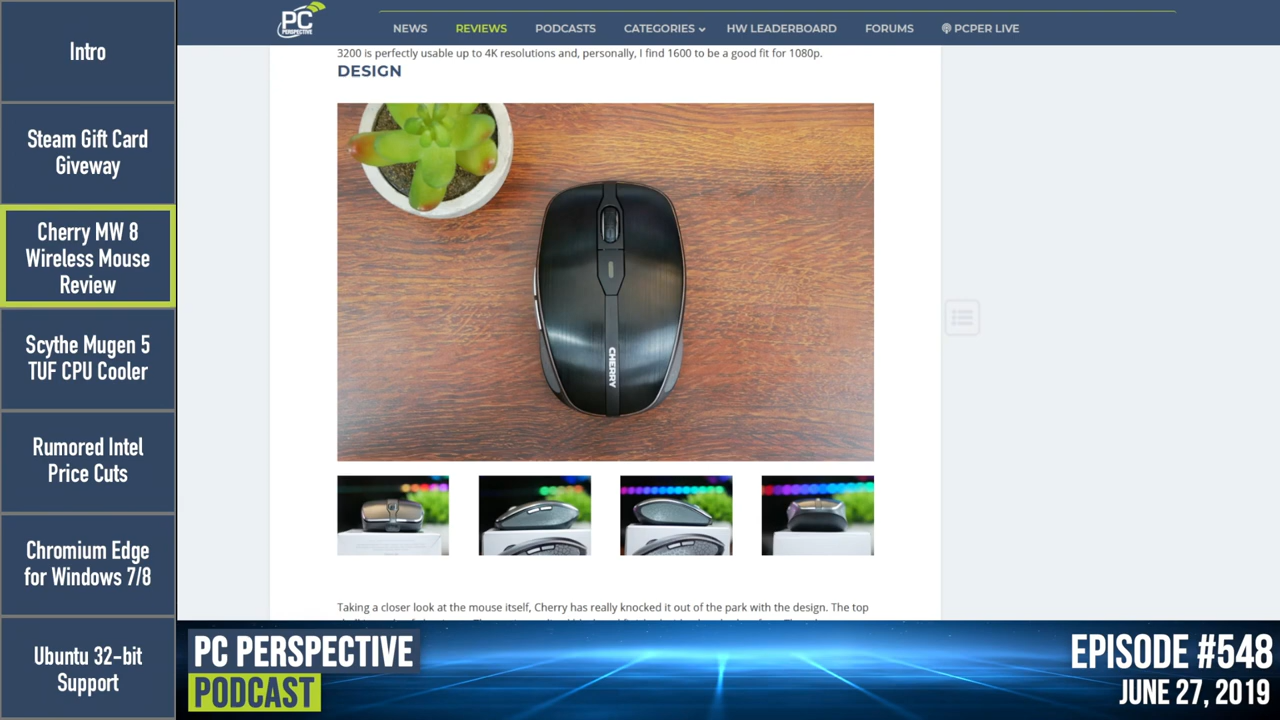 Intro
Steam Gift Card
Giveway
Cherry MW 8
Wireless Mouse
Review
Scythe Mugen 5
TUF CPU Cooler
Rumored Intel
Price Cuts
Chromium Edge
for Windows 7/8
Ubuntu 32-bit
Support
PC
PERSPECTIVE
NEWS REVIEWS PODCASTS CATEGORIES HW LEADERBOARD FORUMS PCPER LIVE
3200 is perfectly usable up to 4K resolutions and, personally, I find 1600 to be a good fit for 1080p.
DESIGN
CHERRY
Taking a closer look at the mouse itself, Cherry has really knocked it out of the park with the design. The top
PC PERSPECTIVE
PODCAST
EPISODE #548
JUNE 27, 2019